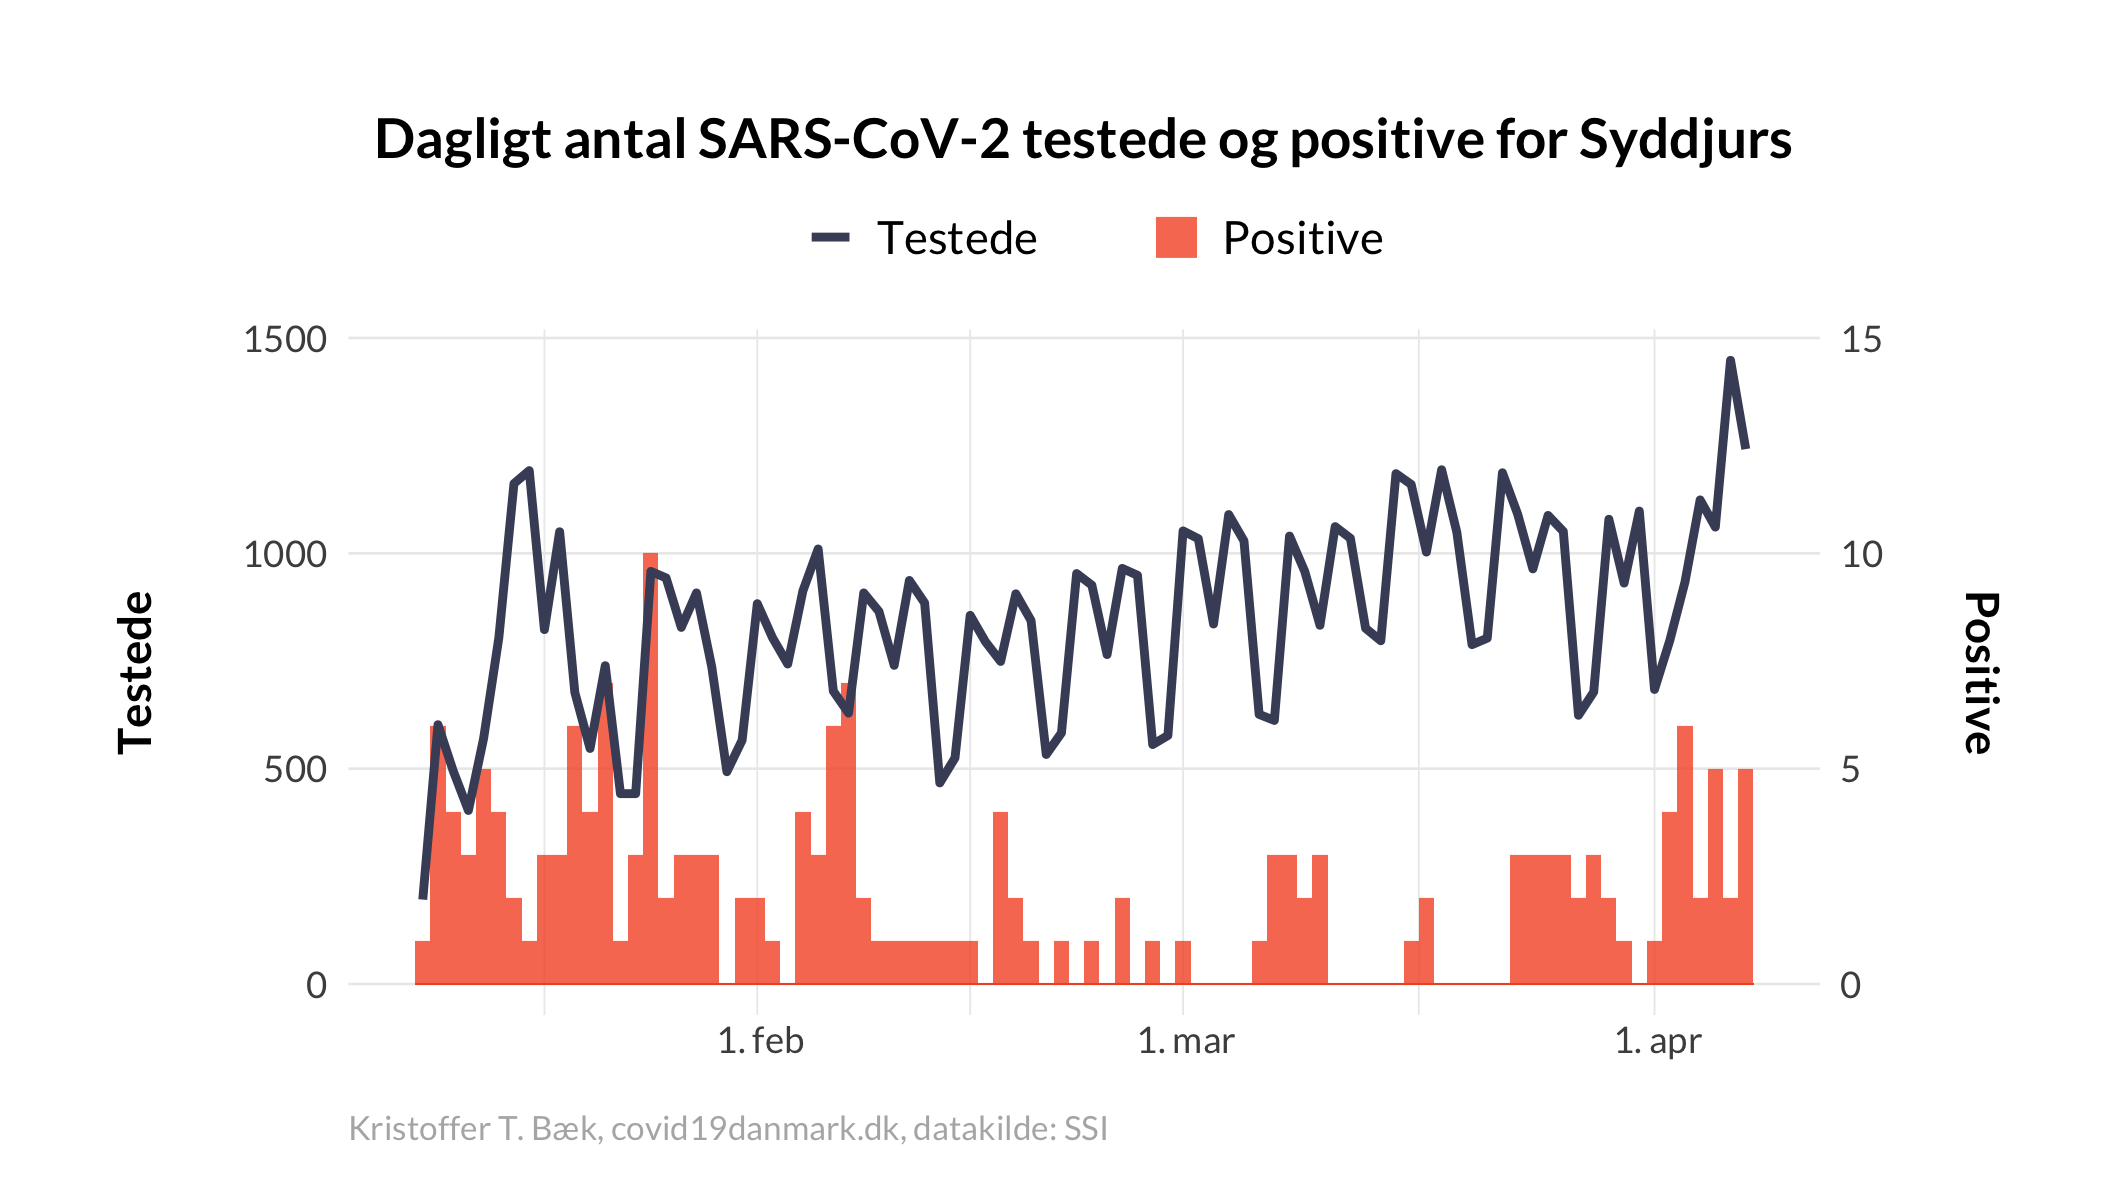 Dagligt antal SARS-CoV-2 testede og positive for Syddjurs
Testede
Positive
1500
1000
500
0
15
10
5
0
Testede
Positive
1. feb
1. mar
1. apr
Kristoffer T. Bæk, covid19danmark.dk, datakilde: SSI